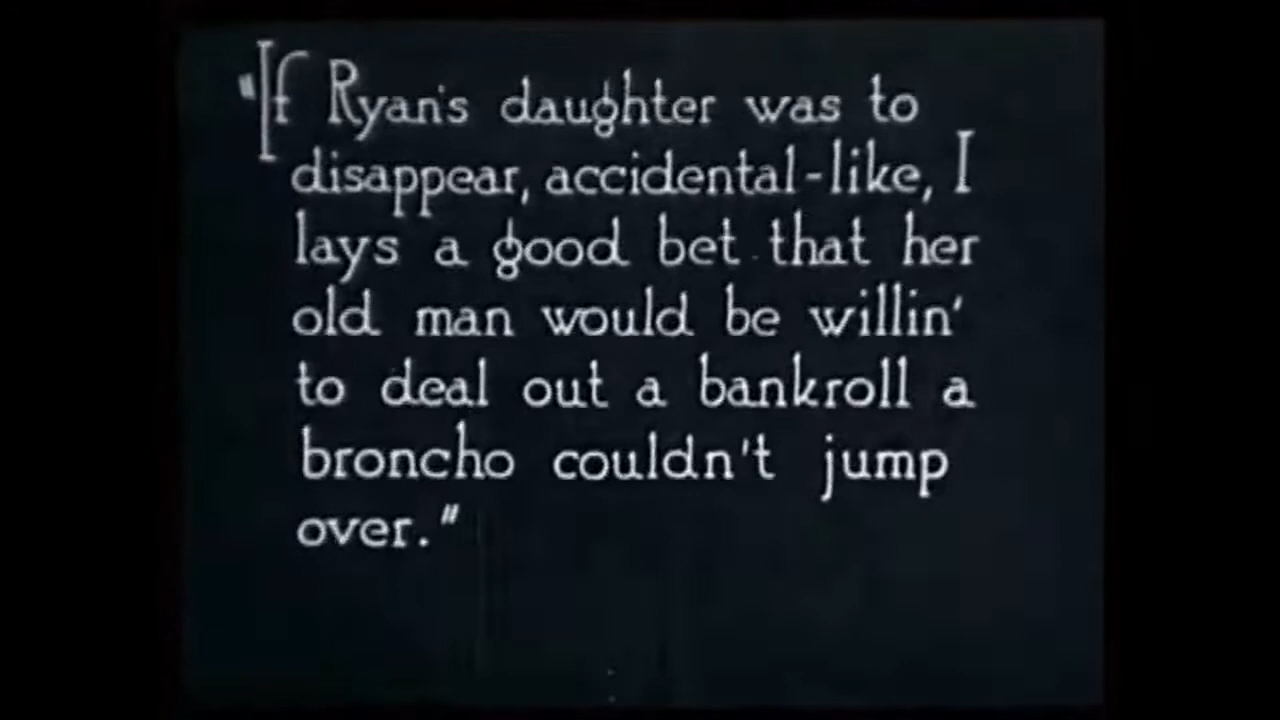 "If Ryan's daughter was to
disappear, accidental-like, I
lays a good bet that her
old man would be willin'
to deal out a bankroll a
broncho couldn't jump
over."